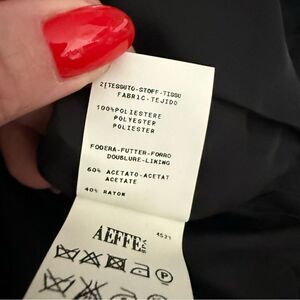 2[TESSUTO-STOFF-TISSU
FABRIC-TEJIDO
100%POLIESTERE
POLYESTER
POLIESTER
FODERA-FUTTER-FORRO
DOUBLURE-LINING
60% ACETATO-ACETAT
ACETATE
40% RAYON
AEFFE
4531
P